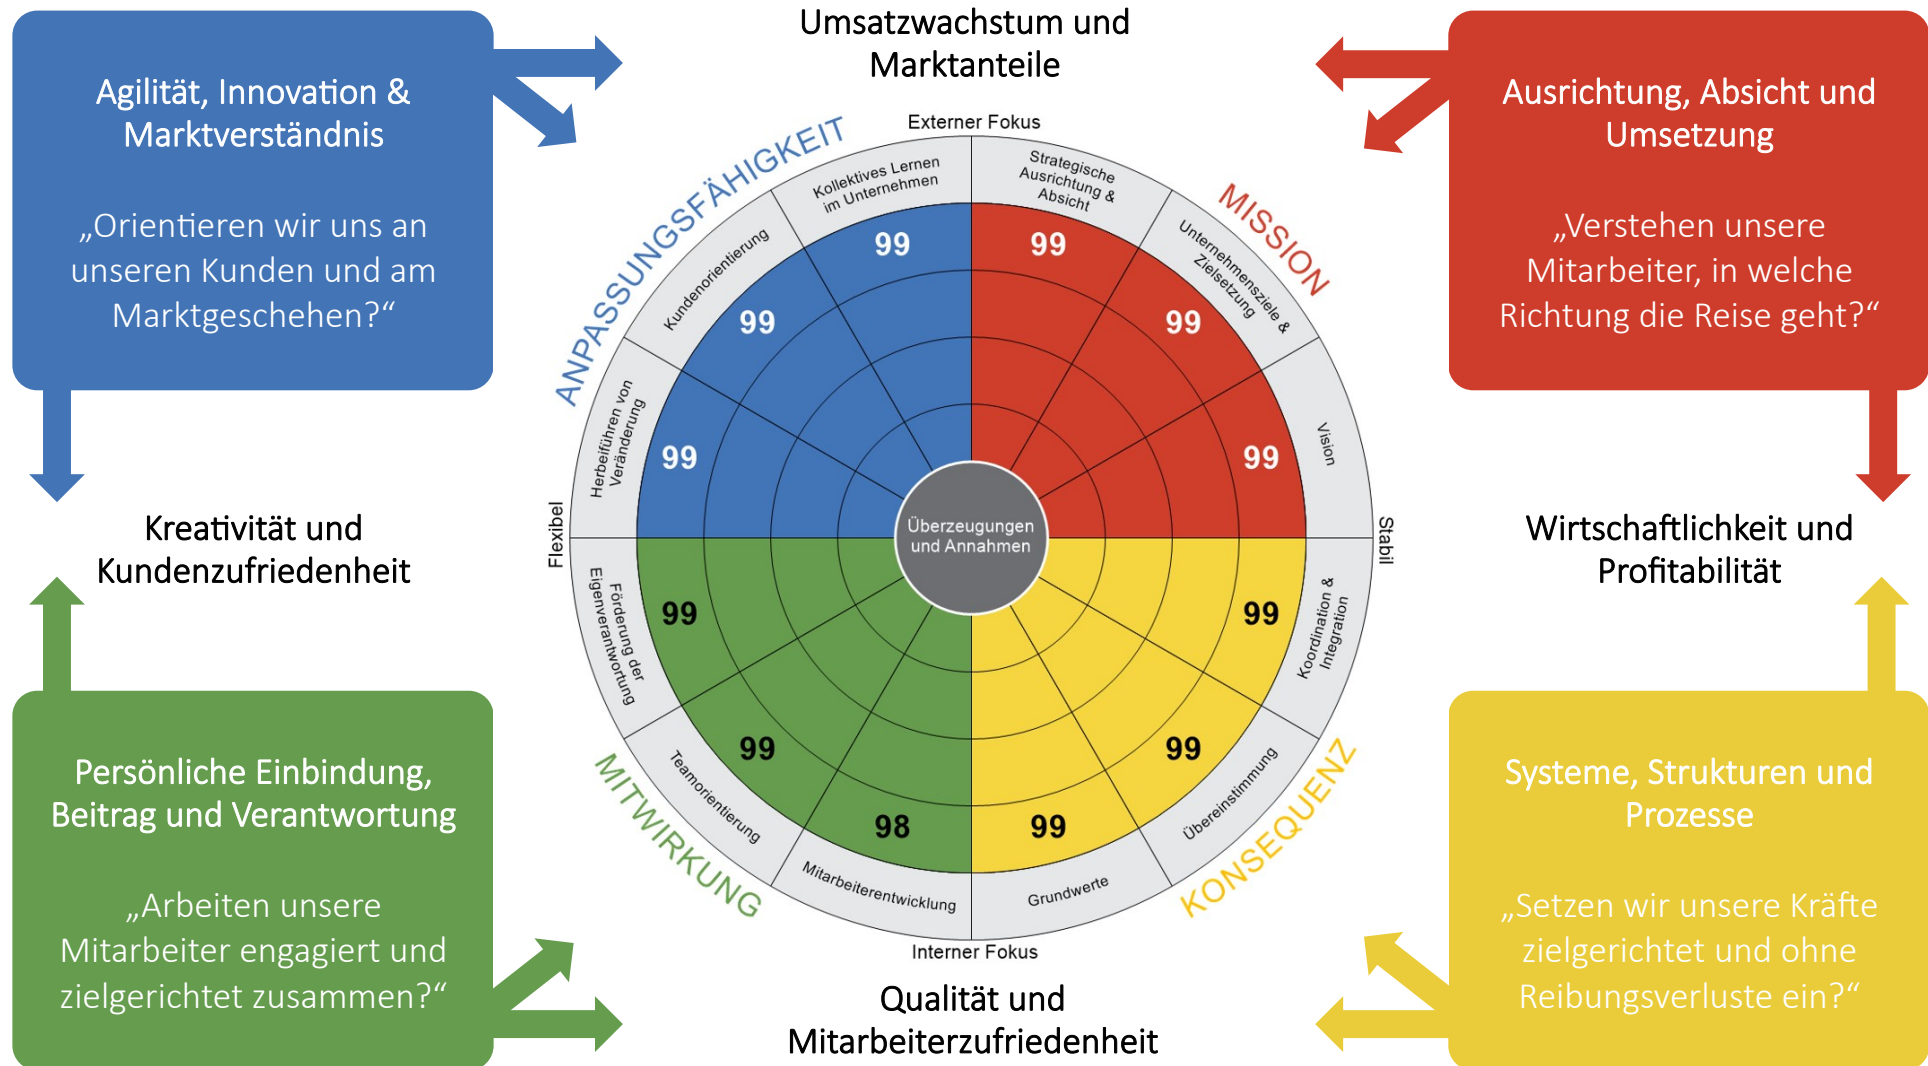 Umsatzwachstum und
Marktanteile
Agilität, Innovation &
Marktverständnis
„Orientieren wir uns an
unseren Kunden und am
Marktgeschehen?“
Ausrichtung, Absicht und
Umsetzung
„Verstehen unsere
Mitarbeiter, in welche
Richtung die Reise geht?“
Externer Fokus
ANPASSUNGSFÄHIGKEIT
MISSION
Kollektives Lernen
im Unternehmen
Strategische
Ausrichtung &
Absicht
Kundenorientierung
Unternehmensziele &
Zielsetzung
Herbeiführen von
Veränderung
Vision
99
99
99
99
99
99
Flexibel
Überzeugungen
und Annahmen
Stabil
Kreativität und
Kundenzufriedenheit
Wirtschaftlichkeit und
Profitabilität
99
99
99
99
98
99
Förderung der
Eigenverantwortung
Koordination &
Integration
Teamorientierung
Übereinstimmung
Mitarbeiterentwicklung
Grundwerte
MITWIRKUNG
KONSEQUENZ
Interner Fokus
Persönliche Einbindung,
Beitrag und Verantwortung
„Arbeiten unsere
Mitarbeiter engagiert und
zielgerichtet zusammen?“
Systeme, Strukturen und
Prozesse
„Setzen wir unsere Kräfte
zielgerichtet und ohne
Reibungsverluste ein?“
Qualität und
Mitarbeiterzufriedenheit